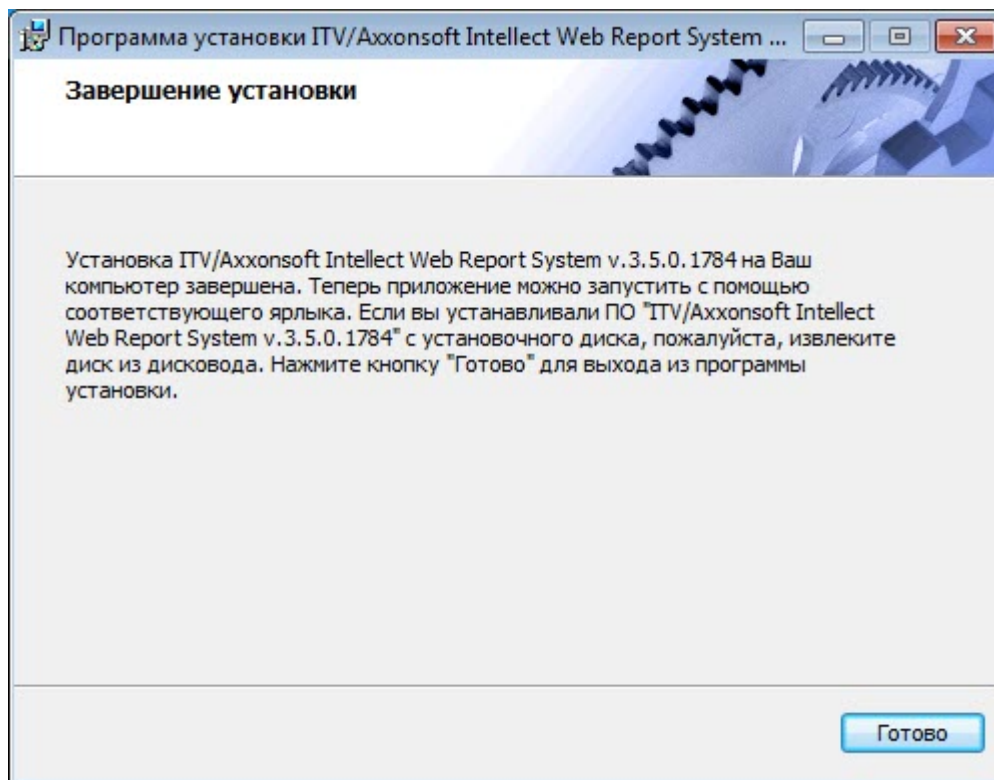 Программа установки ITV/Axxonsoft Intellect Web Report System ...
Завершение установки
Установка ITV/Axxonsoft Intellect Web Report System v.3.5.0.1784 на Ваш
компьютер завершена. Теперь приложение можно запустить с помощью
соответствующего ярлыка. Если вы устанавливали ПО "ITV/Axxonsoft Intellect
Web Report System v.3.5.0.1784" с установочного диска, пожалуйста, извлеките
диск из дисковода. Нажмите кнопку "Готово" для выхода из программы
установки.
Готово